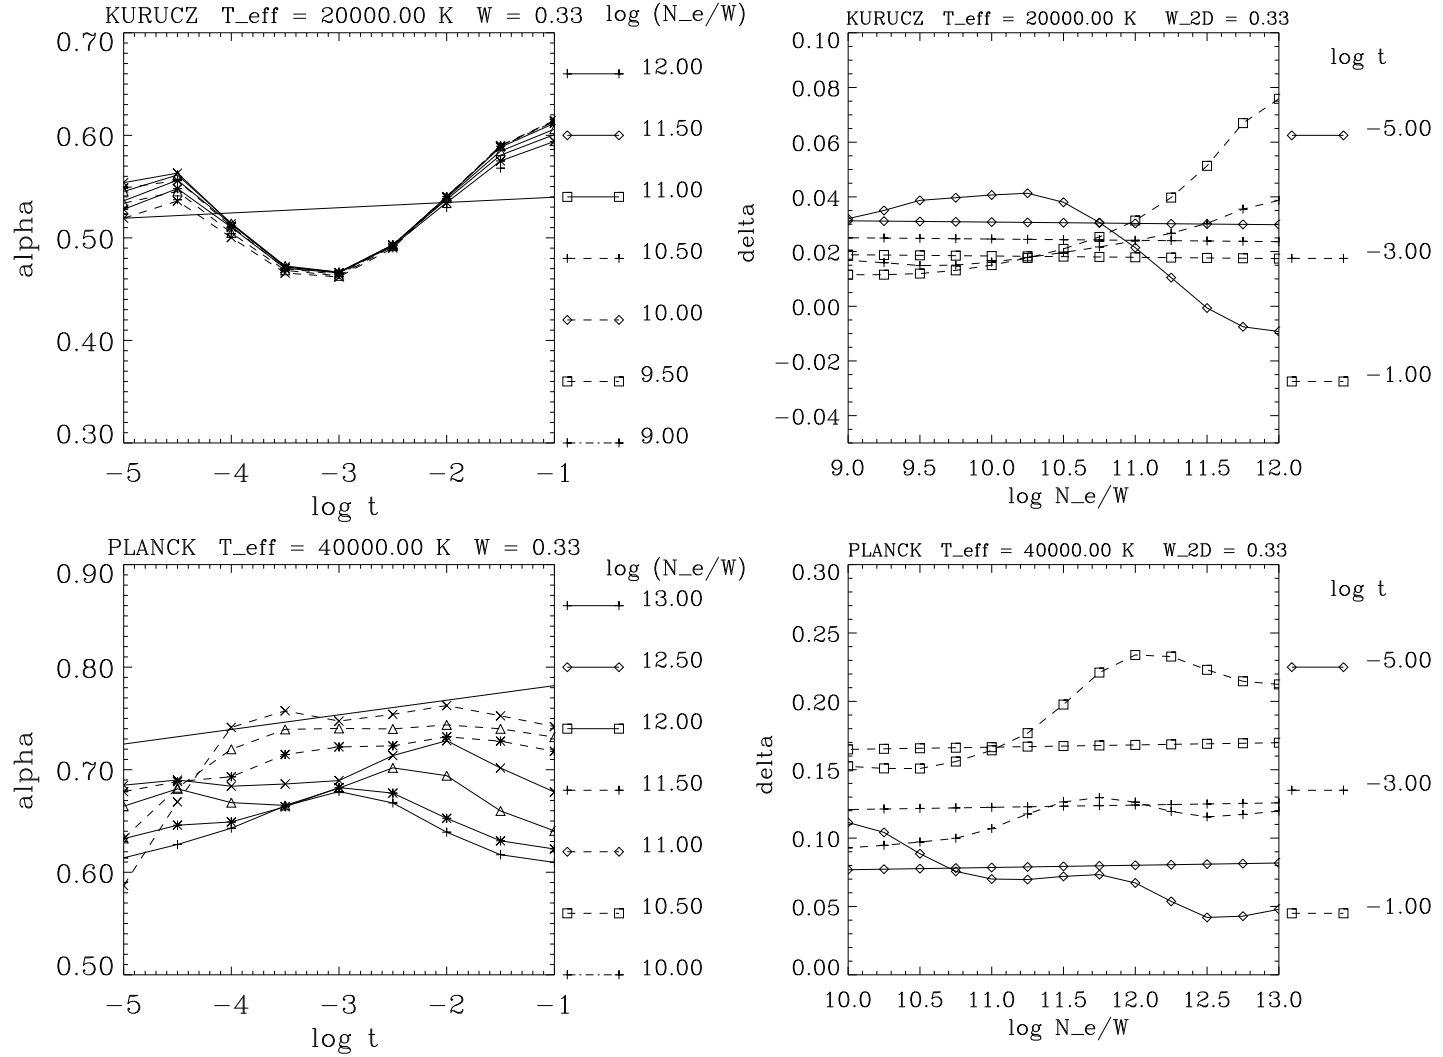 KURUCZ T_eff = 20000.00 K W = 0.33 log (N_e/W)
0.70
0.60
0.50
0.40
0.30
alpha
−5 −4 −3 −2 −1
log t
12.00
11.50
11.00
10.50
10.00
9.50
9.00
KURUCZ T_eff = 20000.00 K W_2D = 0.33
log t
0.10
0.08
0.06
0.04
0.02
0.00
−0.02
−0.04
delta
9.0 9.5 10.0 10.5 11.0 11.5 12.0
log N_e/W
−5.00
−3.00
−1.00
PLANCK T_eff = 40000.00 K W = 0.33
log (N_e/W)
0.90
0.80
0.70
0.60
0.50
alpha
−5 −4 −3 −2 −1
log t
13.00
12.50
12.00
11.50
11.00
10.50
10.00
PLANCK T_eff = 40000.00 K W_2D = 0.33
log t
0.30
0.25
0.20
0.15
0.10
0.05
0.00
delta
10.0 10.5 11.0 11.5 12.0 12.5 13.0
log N_e/W
−5.00
−3.00
−1.00